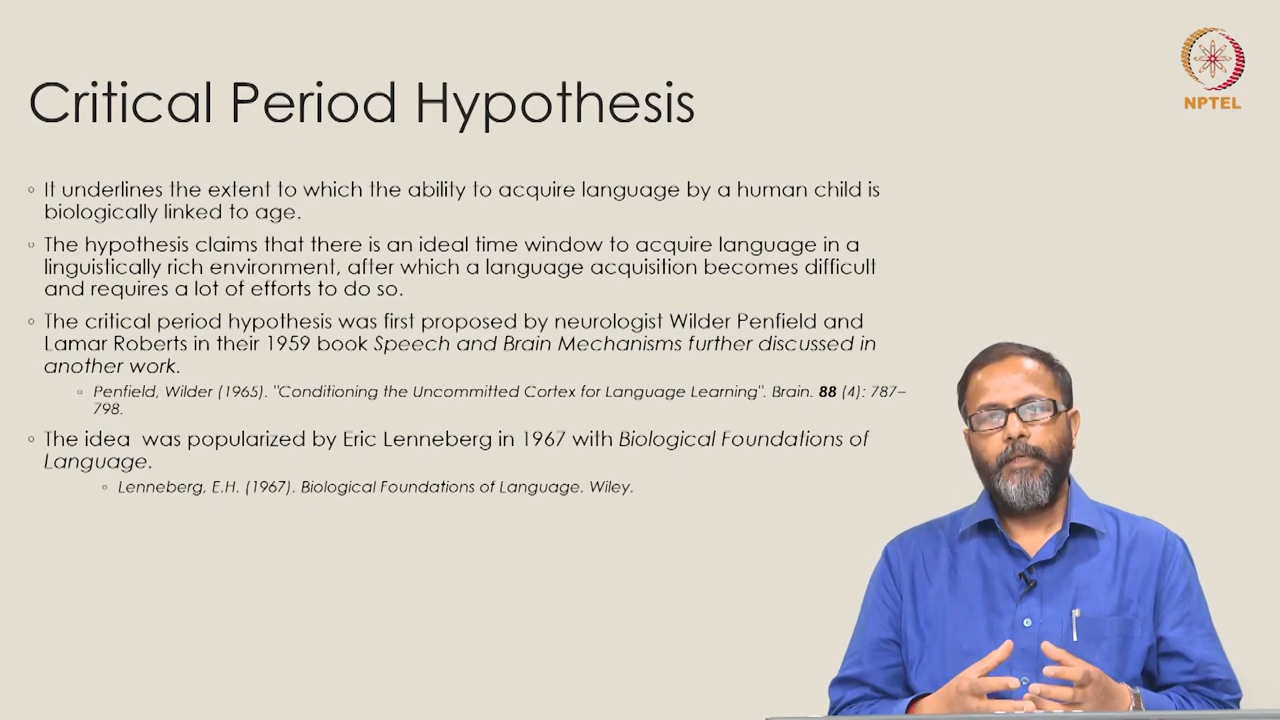 NPTEL
Critical Period Hypothesis
◦ It underlines the extent to which the ability to acquire language by a human child is
biologically linked to age.
◦ The hypothesis claims that there is an ideal time window to acquire language in a
linguistically rich environment, after which a language acquisition becomes difficult
and requires a lot of efforts to do so.
◦ The critical period hypothesis was first proposed by neurologist Wilder Penfield and
Lamar Roberts in their 1959 book Speech and Brain Mechanisms further discussed in
another work.
◦ Penfield, Wilder (1965). "Conditioning the Uncommitted Cortex for Language Learning". Brain. 88 (4): 787–
798.
◦ The idea was popularized by Eric Lenneberg in 1967 with Biological Foundations of
Language.
◦ Lenneberg, E.H. (1967). Biological Foundations of Language. Wiley.